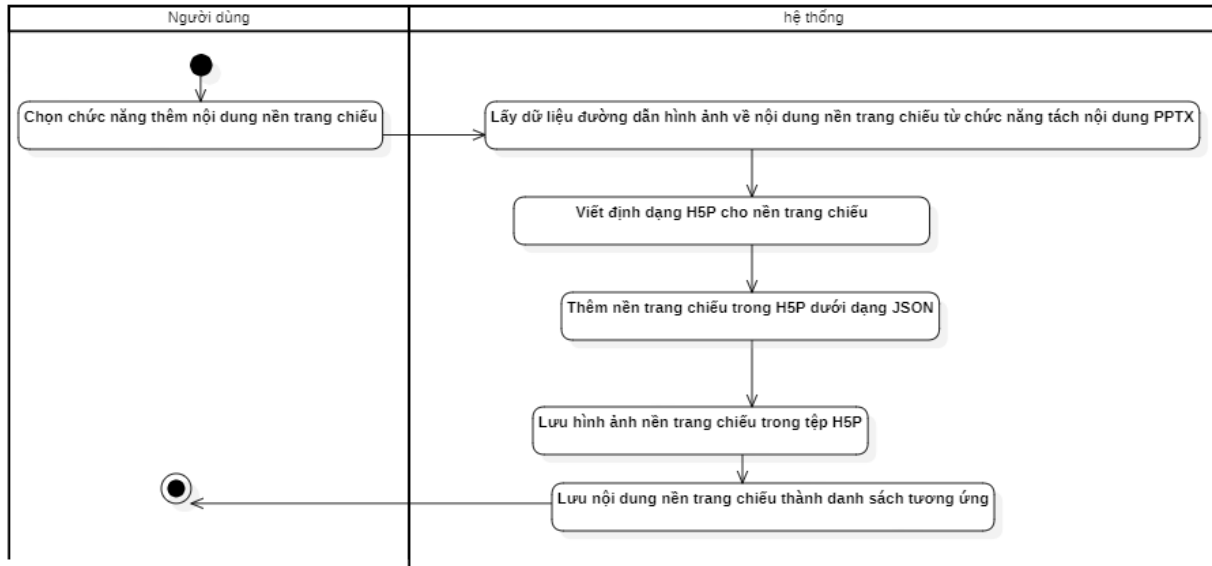 Người dùng
hệ thống
Chọn chức năng thêm nội dung nền trang chiếu
Lấy dữ liệu đường dẫn hình ảnh về nội dung nền trang chiếu từ chức năng tách nội dung PPTX
Viết định dạng H5P cho nền trang chiếu
Thêm nền trang chiếu trong H5P dưới dạng JSON
Lưu hình ảnh nền trang chiếu trong tệp H5P
Lưu nội dung nền trang chiếu thành danh sách tương ứng